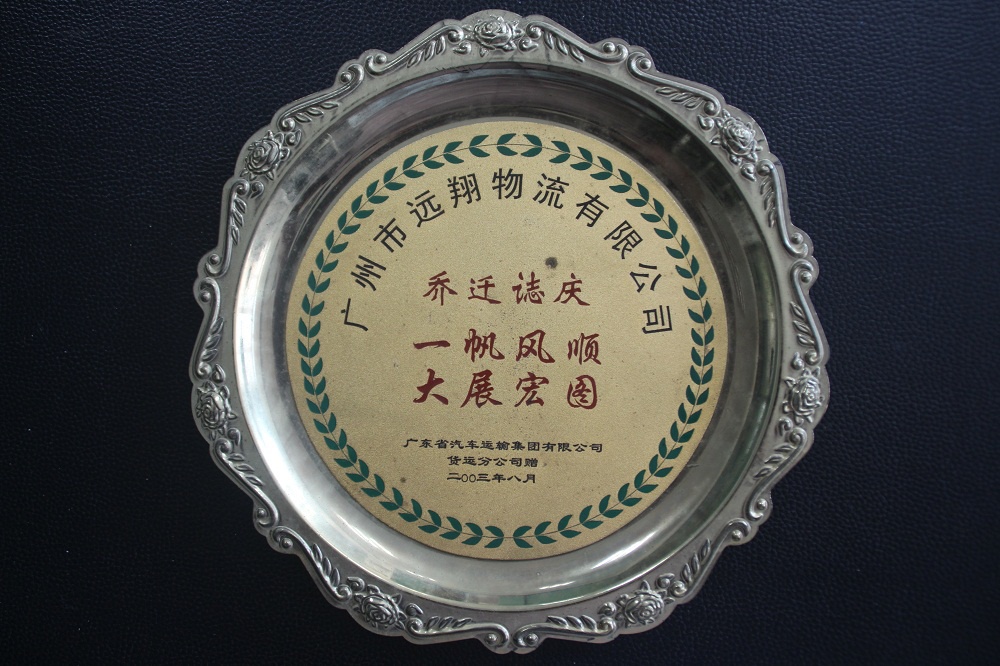 广州市远翔物流有限公司
乔迁誌庆
一帆风顺
大展宏图
广东省汽车运输集团有限公司
货运分公司赠
二00三年八月